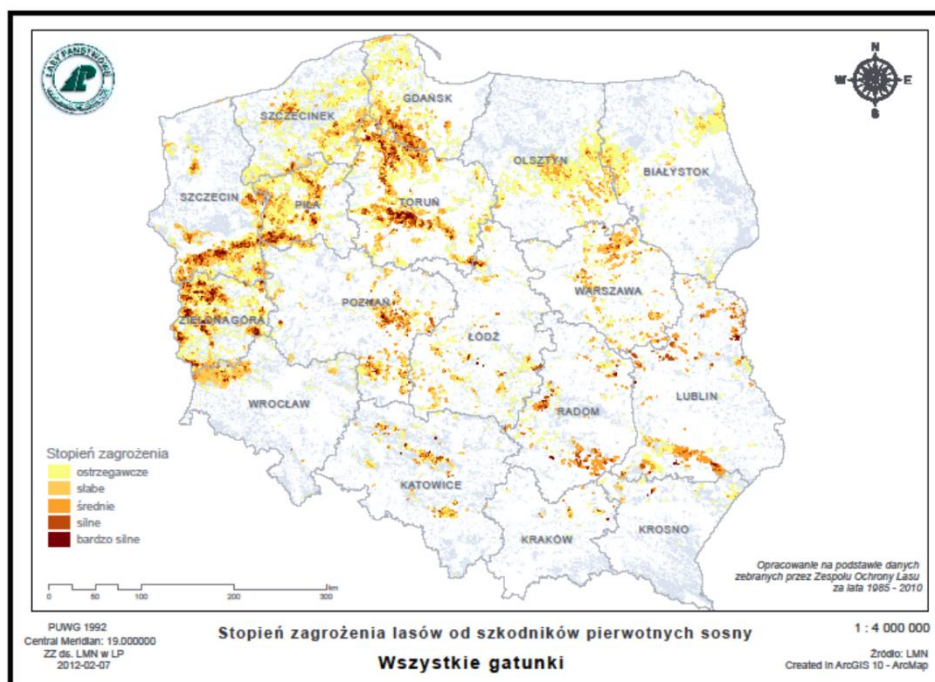 LASY PAŃSTWOWE
N
W E
S
GDAŃSK
SZCZECINEK
OLSZTYN
BIAŁYSTOK
SZCZECIN
PIŁA
TORUŃ
WARSZAWA
POZNAŃ
ZIELONA GÓRA
ŁÓDŹ
WROCŁAW
LUBLIN
RADOM
KATOWICE
KRAKÓW
KROSNO
Stopień zagrożenia
ostrzegawcze
słabe
średnie
silne
bardzo silne
km
0 50 100 200 300
Opracowanie na podstawie danych
zebranych przez Zespołu Ochrony Lasu
za lata 1985 - 2010
PUWG 1992
Central Meridian: 19.000000
ZZ ds. LMN w LP
2012-02-07
Stopień zagrożenia lasów od szkodników pierwotnych sosny
Wszystkie gatunki
1 : 4 000 000
Źródło: LMN
Created in ArcGIS 10 - ArcMap